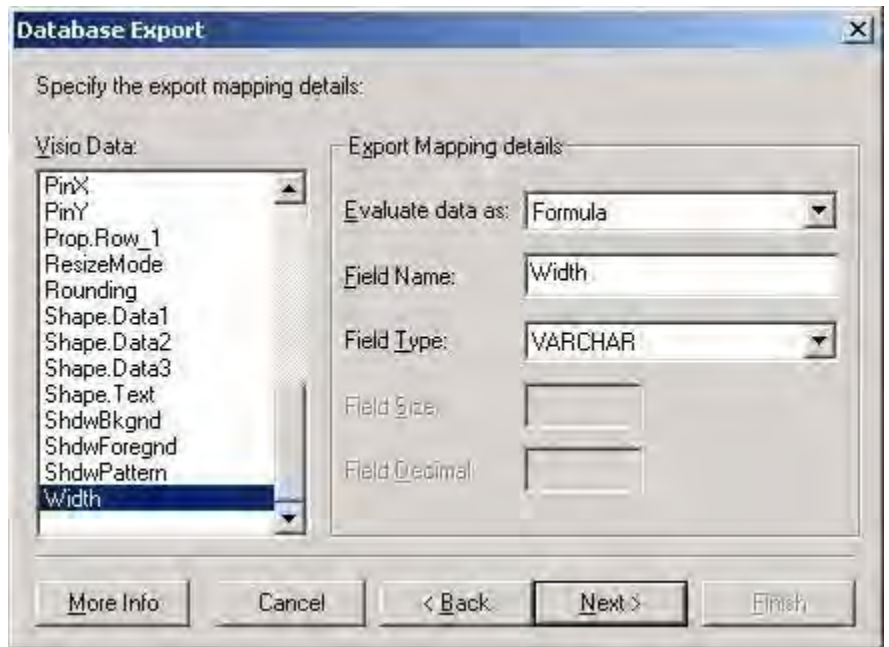 Database Export
Specify the export mapping details:
Visio Data:
PinX
PinY
Prop.Row_1
ResizeMode
Rounding
Shape.Data1
Shape.Data2
Shape.Data3
Shape.Text
ShdwBkgnd
ShdwForegnd
ShdwPattern
Width
Export Mapping details
Evaluate data as: Formula
Field Name: Width
Field Type: VARCHAR
Field Size
Field Decimal
More Info Cancel < Back Next > Finish